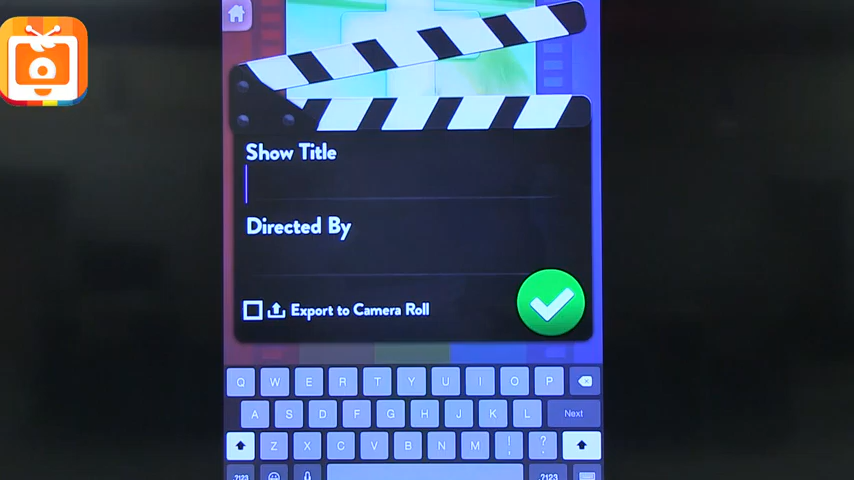 Show Title
Directed By
Export to Camera Roll
Q W E R T Y U I O P
A S D F G H J K L Next
Z X C V B N M ! ?
, .
?123 ?123